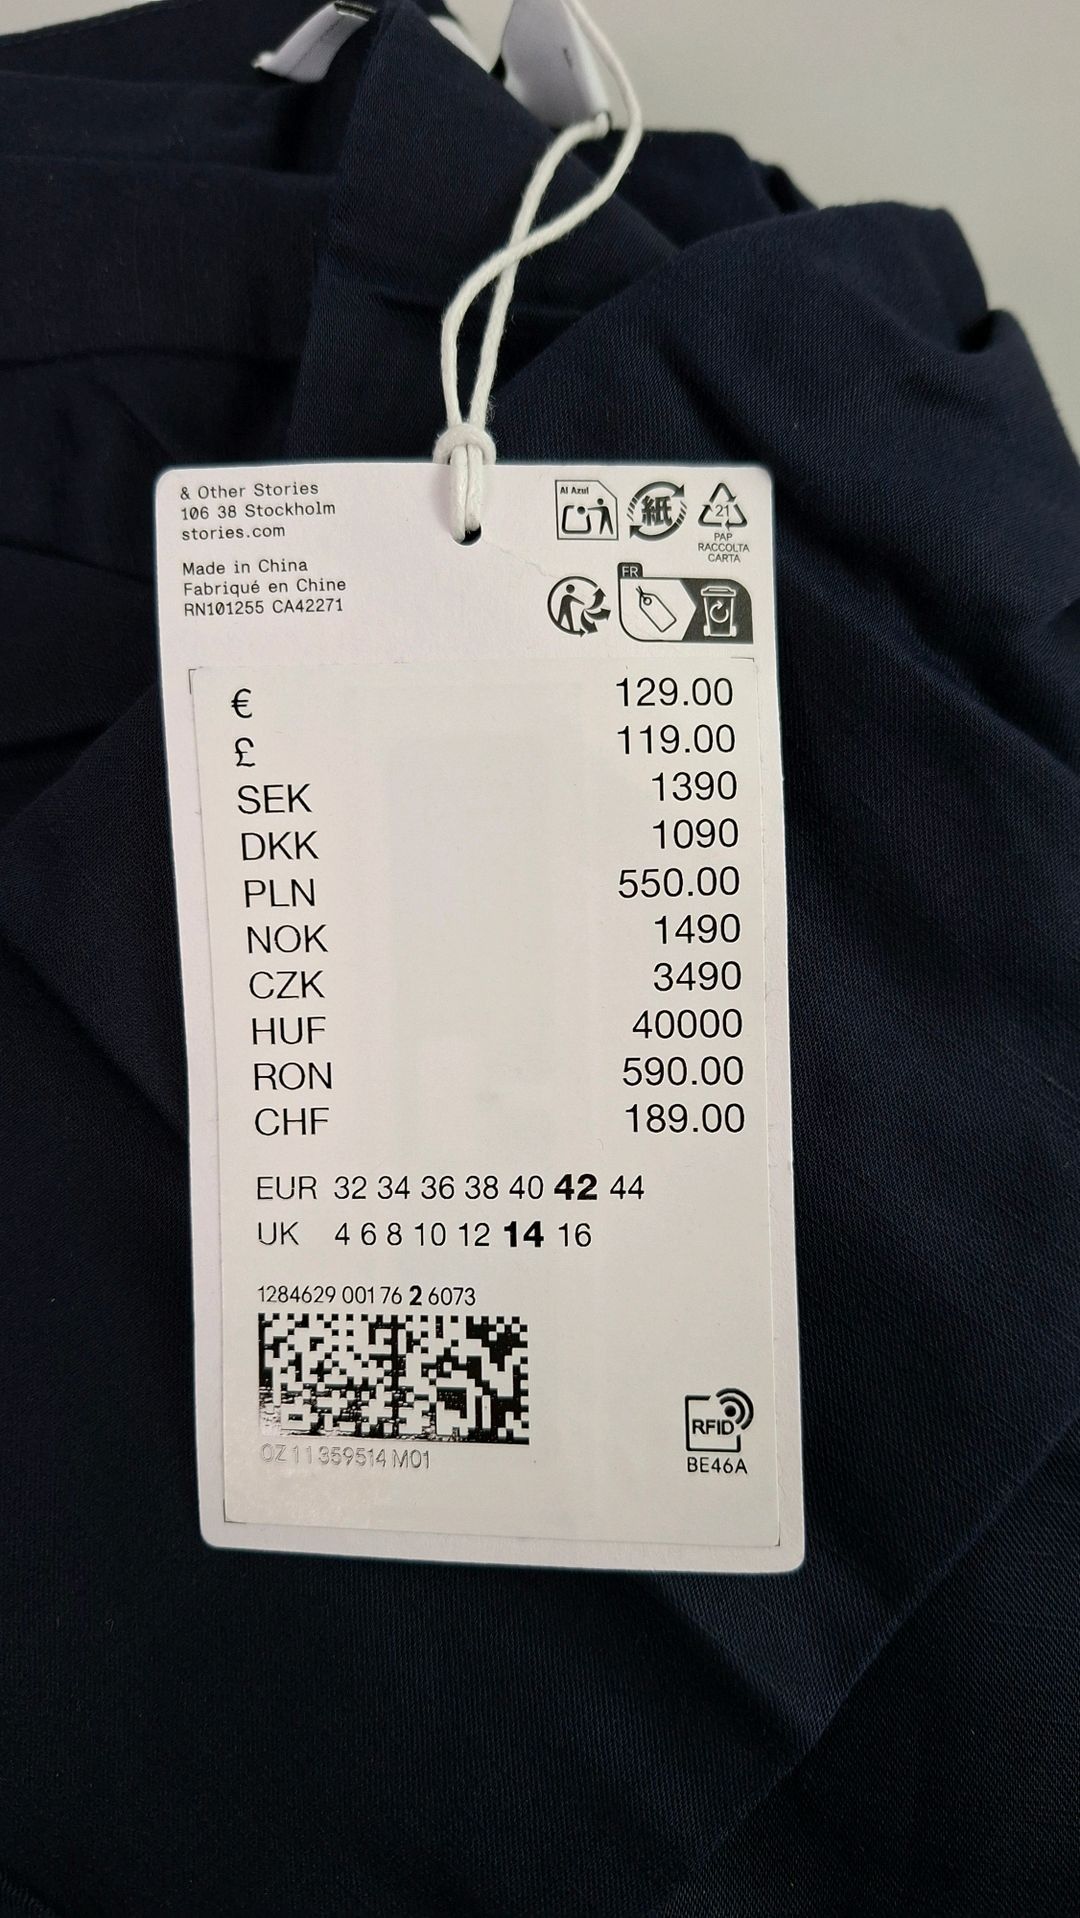 & Other Stories
106 38 Stockholm
stories.com
Made in China
Fabriqué en Chine
RN101255 CA42271
Al Azul
紙
21
PAP
RACCOLTA
CARTA
FR
€ 129.00
£ 119.00
SEK 1390
DKK 1090
PLN 550.00
NOK 1490
CZK 3490
HUF 40000
RON 590.00
CHF 189.00
EUR 32 34 36 38 40 42 44
UK 4 6 8 10 12 14 16
1284629 001 76 2 6073
OZ 11 359514 M01
RFID
BE46A